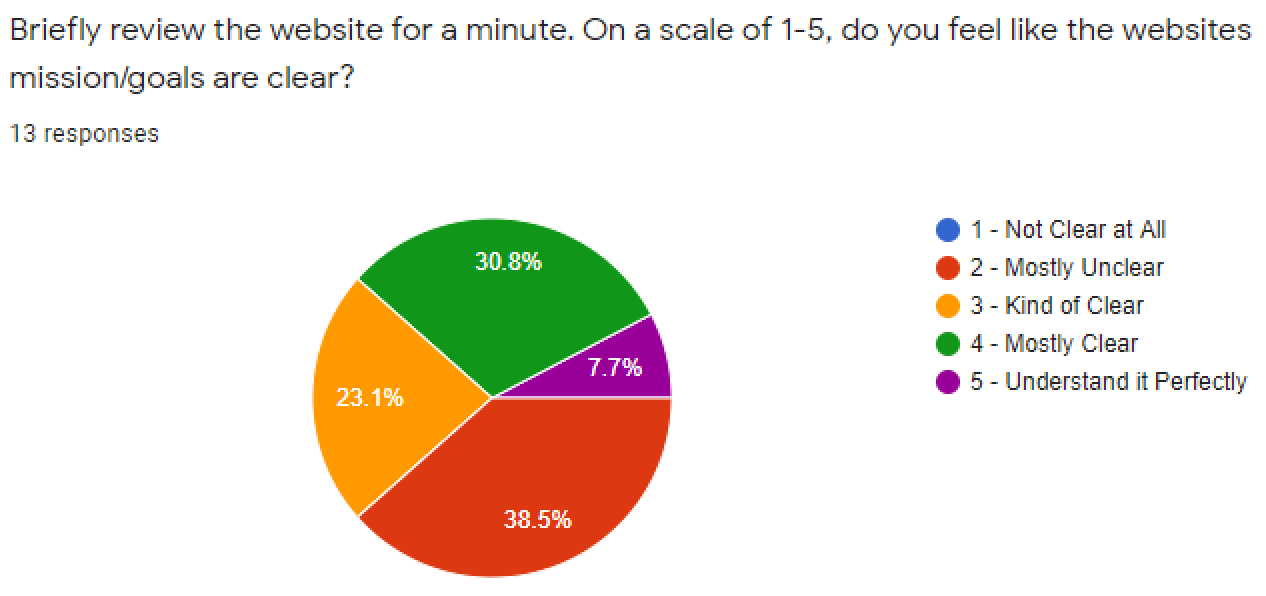 Briefly review the website for a minute. On a scale of 1-5, do you feel like the websites
mission/goals are clear?
13 responses
30.8%
7.7%
23.1%
38.5%
1 - Not Clear at All
2 - Mostly Unclear
3 - Kind of Clear
4 - Mostly Clear
5 - Understand it Perfectly